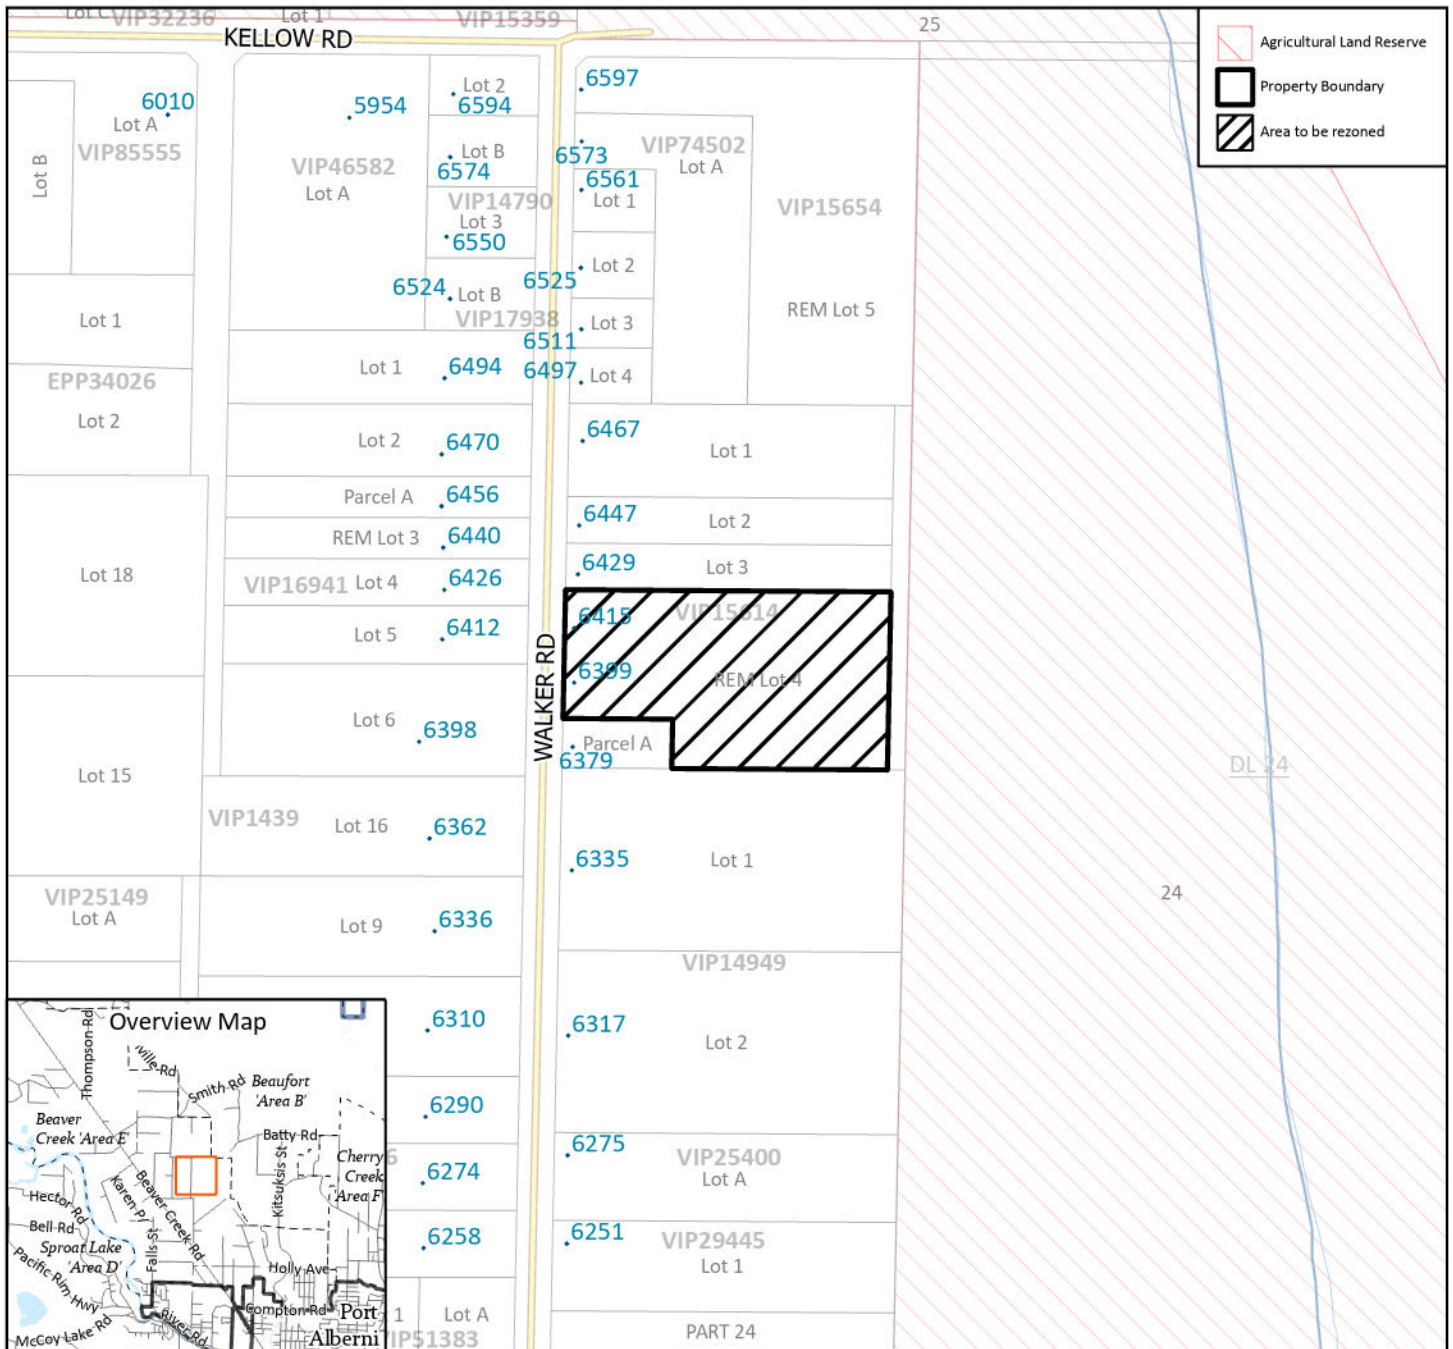 Lot C
VIP32236
Lot 1
VIP15359
25
KELLOW RD
Agricultural Land Reserve
Property Boundary
Area to be rezoned
6010
Lot A
VIP85555
Lot B
5954
VIP46582
Lot A
Lot 2
6594
Lot B
6574
VIP14790
Lot 3
6550
6524
Lot B
VIP17938
6597
6573
VIP74502
Lot A
6561
Lot 1
VIP15654
6525
Lot 2
REM Lot 5
6511
Lot 3
6497
Lot 4
Lot 1
EPP34026
Lot 2
Lot 1
6494
Lot 2
6470
Parcel A
6456
REM Lot 3
6440
VIP16941
Lot 4
6426
Lot 5
6412
Lot 6
6398
Lot 18
Lot 15
6467
Lot 1
6447
Lot 2
6429
Lot 3
6415
VIP15614
6399
REM Lot 4
WALKER RD
Parcel A
6379
DL 24
24
VIP1439
Lot 16
6362
6335
Lot 1
VIP25149
Lot A
Lot 9
6336
VIP14949
6310
6317
Lot 2
6290
6275
VIP25400
Lot A
6
6274
6258
6251
VIP29445
Lot 1
1
Lot A
VIP51383
PART 24
Overview Map
Thompson Rd
ville Rd
Smith Rd
Beaufort
'Area B'
Beaver
Creek 'Area E'
Batty Rd
Kitsuksis St
Cherry
Creek
'Area F'
Karen Pl
Beaver Creek Rd
Hector Rd
Bell Rd
Falls St
Sproat Lake
'Area D'
Pacific Rim Hwy
Holly Ave
Compton Rd
Port
Alberni
River Rd
McCoy Lake Rd